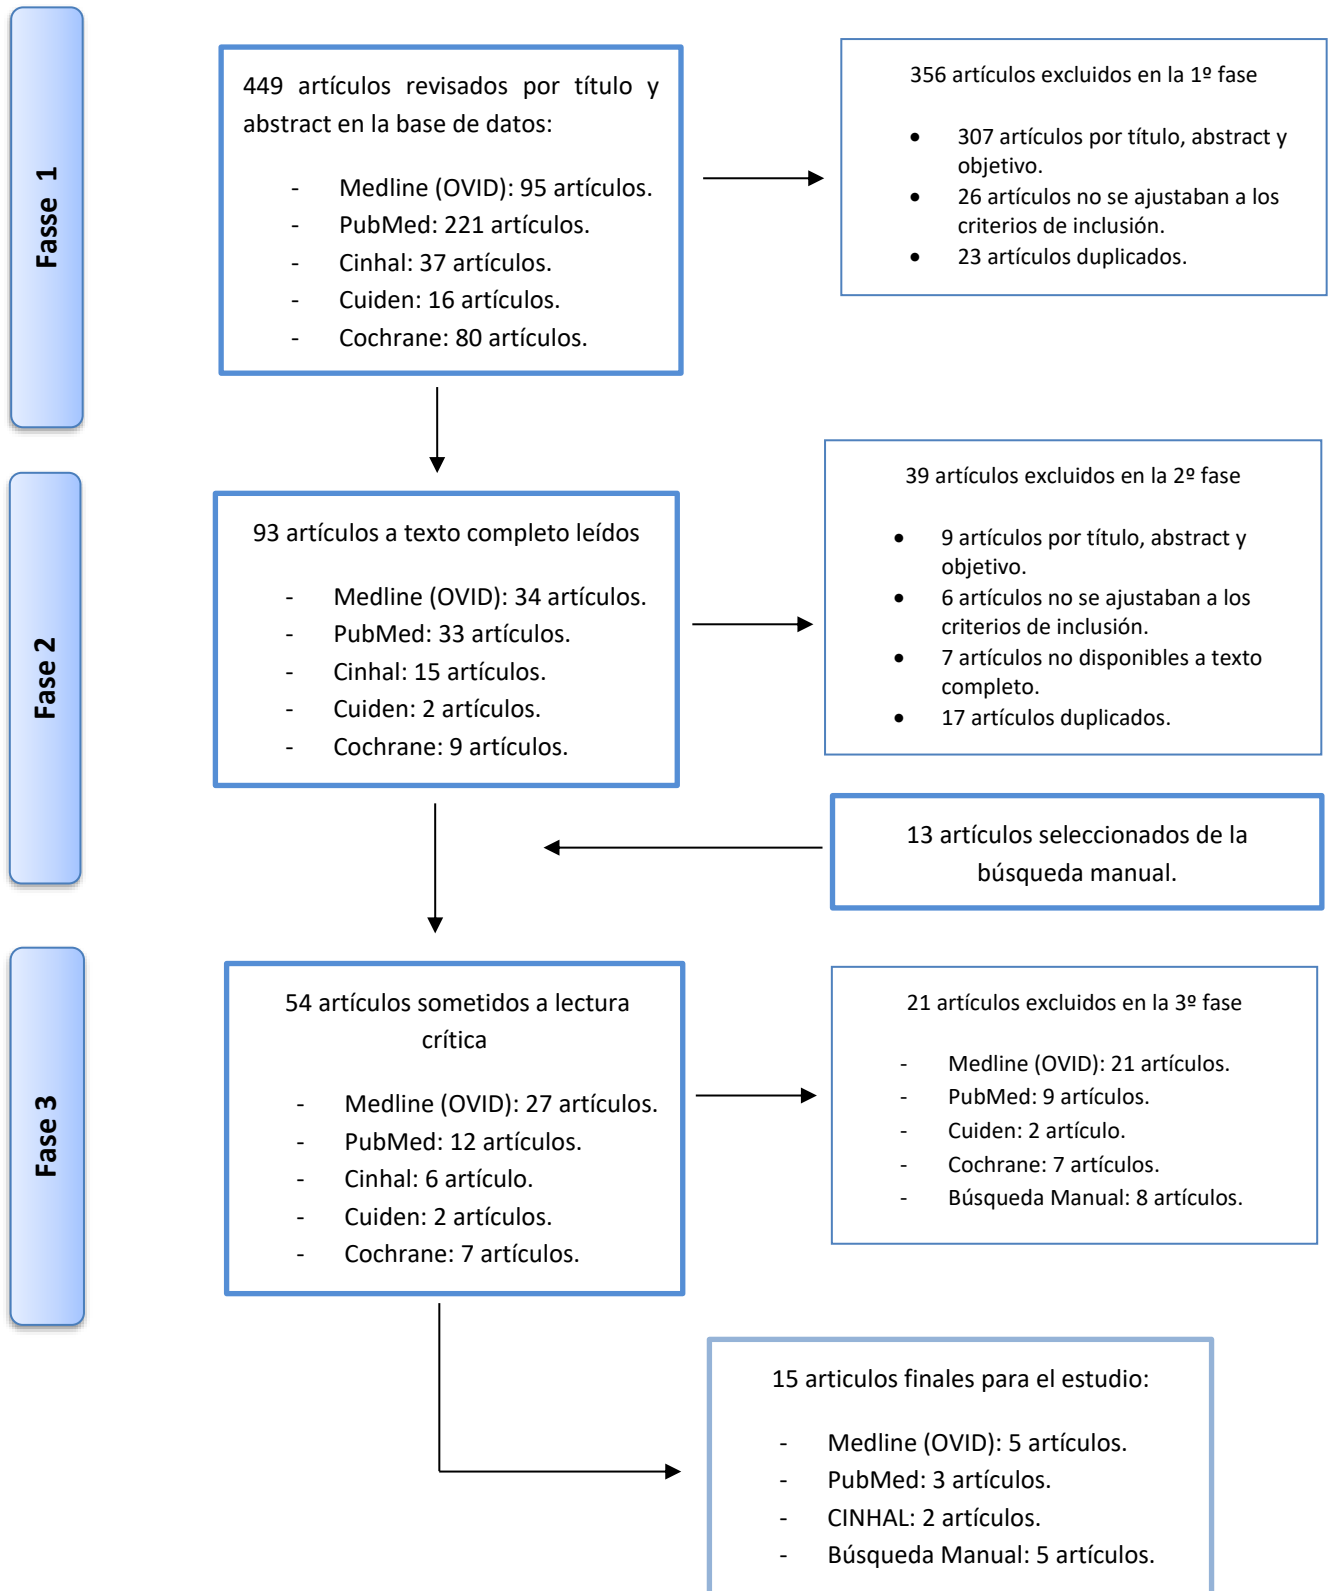 Fasse 1
449 artículos revisados por título y
abstract en la base de datos:
- Medline (OVID): 95 artículos.
- PubMed: 221 artículos.
- Cinhal: 37 artículos.
- Cuiden: 16 artículos.
- Cochrane: 80 artículos.
356 artículos excluidos en la 1º fase
• 307 artículos por título, abstract y
objetivo.
• 26 artículos no se ajustaban a los
criterios de inclusión.
• 23 artículos duplicados.
Fase 2
93 artículos a texto completo leídos
- Medline (OVID): 34 artículos.
- PubMed: 33 artículos.
- Cinhal: 15 artículos.
- Cuiden: 2 artículos.
- Cochrane: 9 artículos.
39 artículos excluidos en la 2º fase
• 9 artículos por título, abstract y
objetivo.
• 6 artículos no se ajustaban a los
criterios de inclusión.
• 7 artículos no disponibles a texto
completo.
• 17 artículos duplicados.
13 artículos seleccionados de la
búsqueda manual.
Fase 3
54 artículos sometidos a lectura
crítica
- Medline (OVID): 27 artículos.
- PubMed: 12 artículos.
- Cinhal: 6 artículo.
- Cuiden: 2 artículos.
- Cochrane: 7 artículos.
21 artículos excluidos en la 3º fase
- Medline (OVID): 21 artículos.
- PubMed: 9 artículos.
- Cuiden: 2 artículo.
- Cochrane: 7 artículos.
- Búsqueda Manual: 8 artículos.
15 articulos finales para el estudio:
- Medline (OVID): 5 artículos.
- PubMed: 3 artículos.
- CINHAL: 2 artículos.
- Búsqueda Manual: 5 artículos.